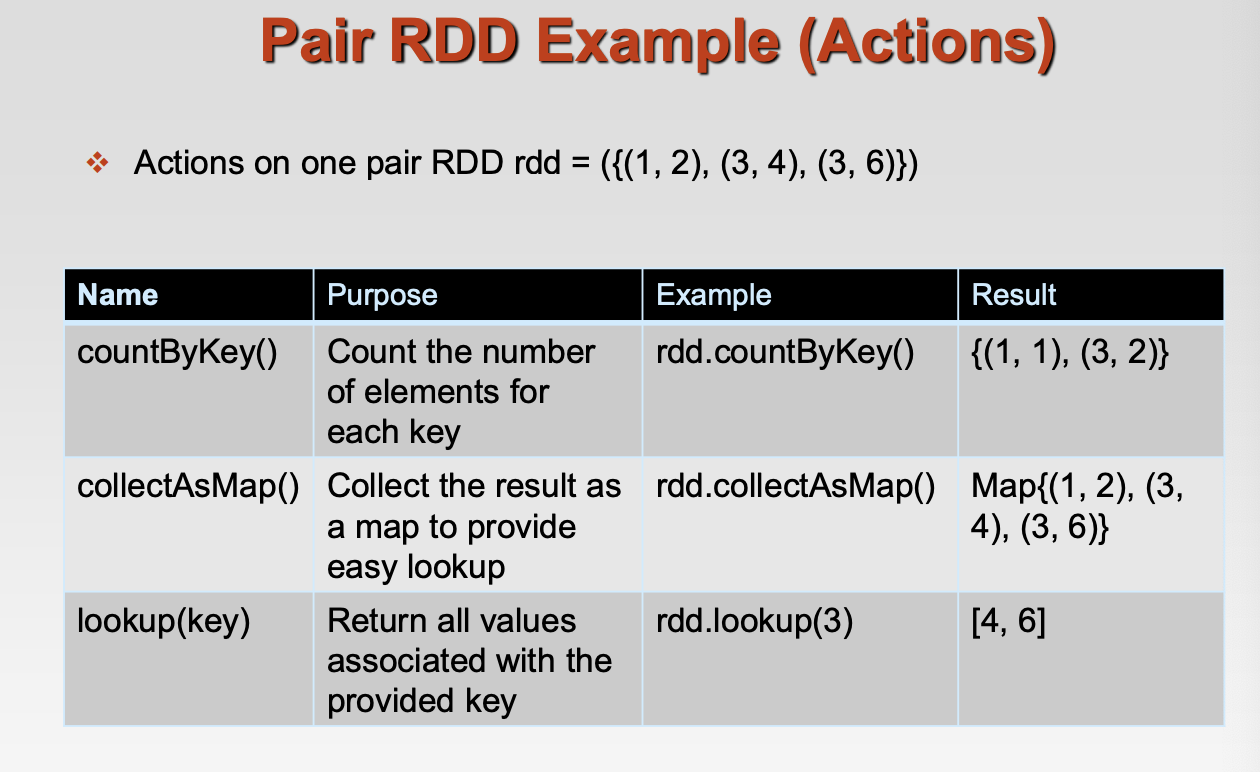 Pair RDD Example (Actions)
❖ Actions on one pair RDD rdd = ({(1, 2), (3, 4), (3, 6)})
Name
Purpose
Example
Result
countByKey()
Count the number
of elements for
each key
rdd.countByKey()
{(1, 1), (3, 2)}
collectAsMap()
Collect the result as
a map to provide
easy lookup
rdd.collectAsMap()
Map{(1, 2), (3,
4), (3, 6)}
lookup(key)
Return all values
associated with the
provided key
rdd.lookup(3)
[4, 6]